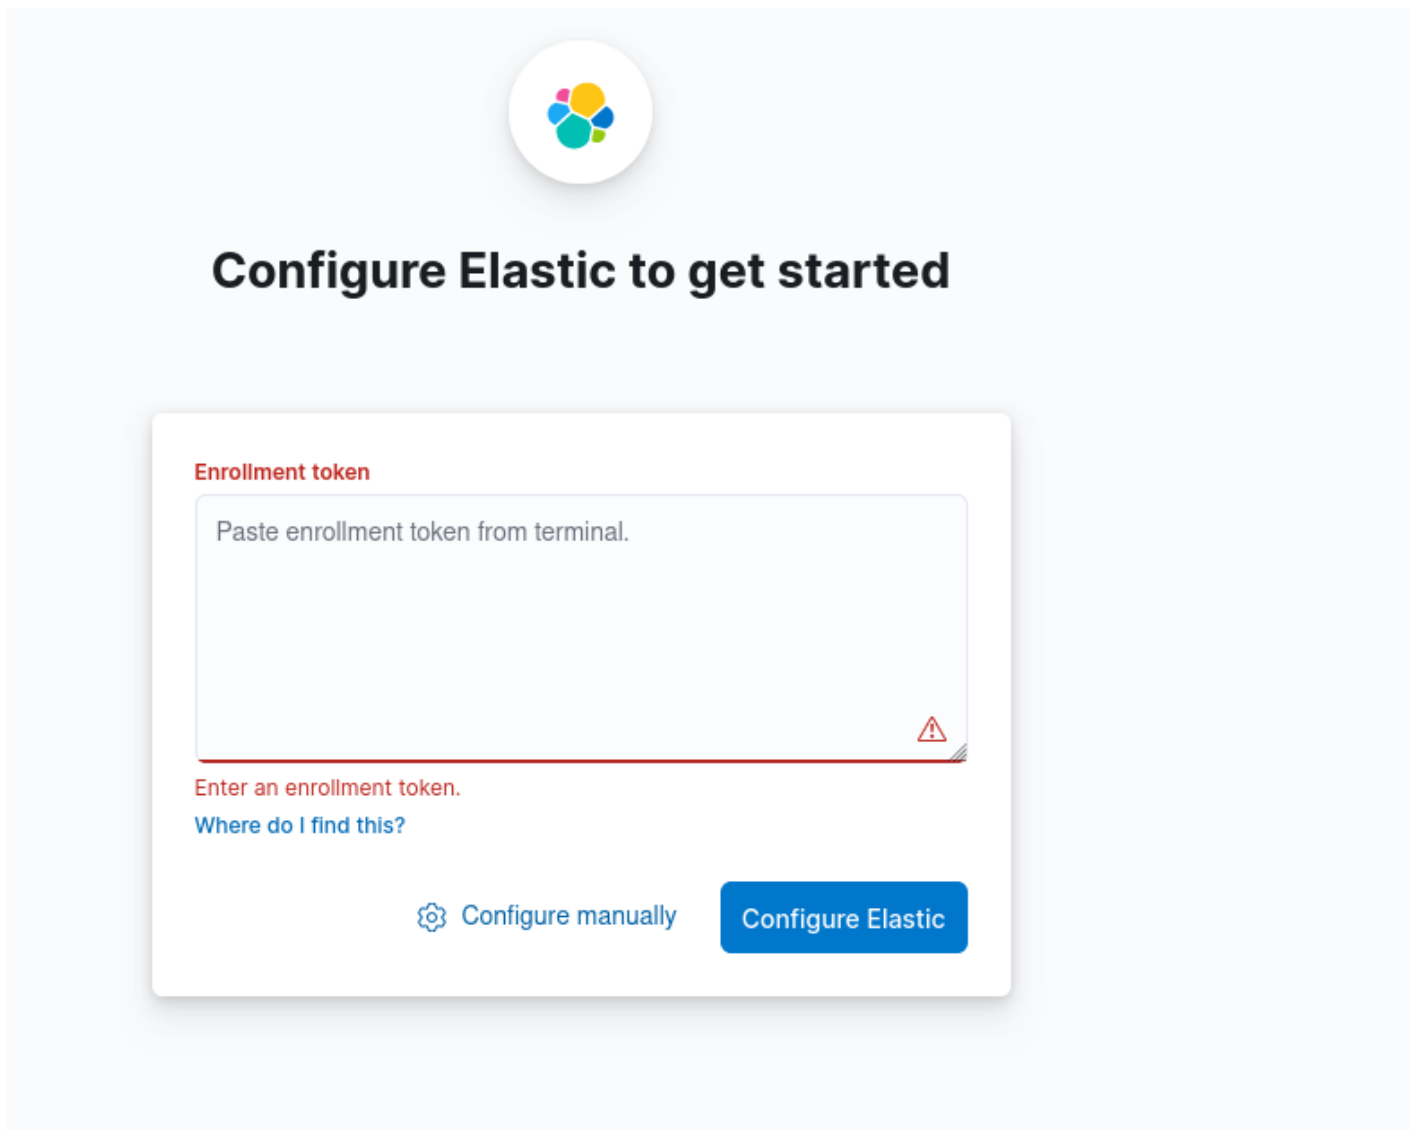 Configure Elastic to get started
Enrollment token
Paste enrollment token from terminal.
Enter an enrollment token.
Where do I find this?
Configure manually
Configure Elastic